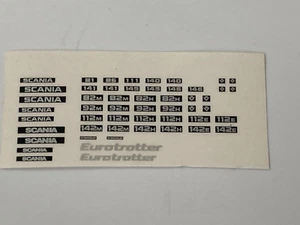 SCANIA 81 86 111 140 140
SCANIA 141 141 145 145 146 146
SCANIA 82M 82M 82H 82H
SCANIA 92M 92M 92H 92H
SCANIA 112M 112M 112H 112H 112E 112E
SCANIA 142M 142M 142H 142H 142E 142E
SCANIA Eurotrotter
SCANIA Eurotrotter